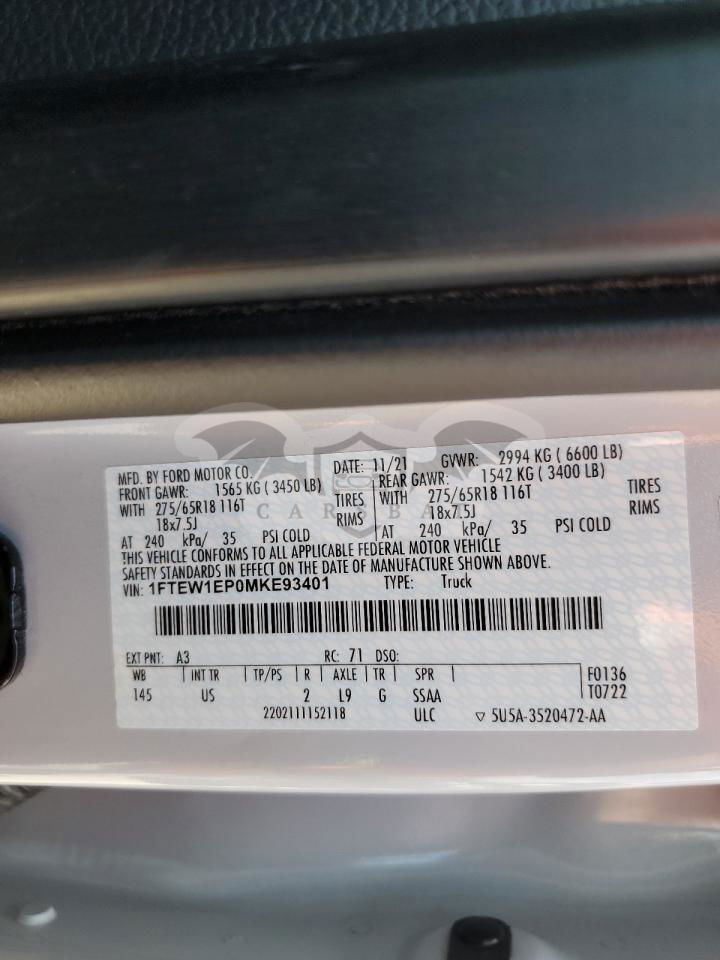 MFD. BY FORD MOTOR CO. DATE: 11/21 GVWR: 2994 KG ( 6600 LB)
FRONT GAWR: 1565 KG ( 3450 LB) REAR GAWR: 1542 KG ( 3400 LB)
WITH 275/65R18 116T TIRES WITH 275/65R18 116T TIRES
18x7.5J RIMS 18x7.5J RIMS
AT 240 kPa/ 35 PSI COLD AT 240 kPa/ 35 PSI COLD
THIS VEHICLE CONFORMS TO ALL APPLICABLE FEDERAL MOTOR VEHICLE
SAFETY STANDARDS IN EFFECT ON THE DATE OF MANUFACTURE SHOWN ABOVE.
VIN: 1FTEW1EP0MKE93401 TYPE: Truck
EXT PNT: A3 RC: 71 DSO:
WB INT TR TP/PS R AXLE TR SPR F0136
145 US 2 L9 G SSAA T0722
2202111152118 ULC ▽ 5U5A-3520472-AA